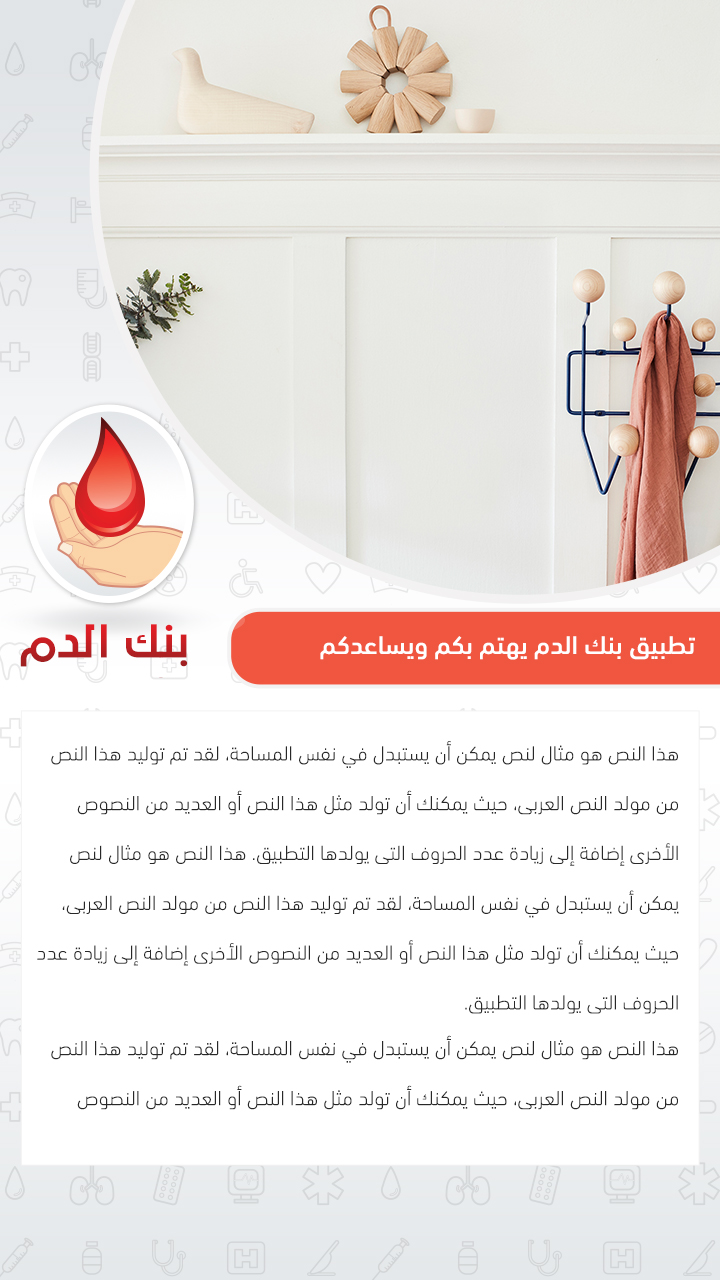 تطبيق بنك الدم يهتم بكم ويساعدكم
بنك الدم
هذا النص هو مثال لنص يمكن أن يستبدل في نفس المساحة، لقد تم توليد هذا النص
من مولد النص العربى، حيث يمكنك أن تولد مثل هذا النص أو العديد من النصوص
الأخرى إضافة إلى زيادة عدد الحروف التى يولدها التطبيق. هذا النص هو مثال لنص
يمكن أن يستبدل في نفس المساحة، لقد تم توليد هذا النص من مولد النص العربى،
حيث يمكنك أن تولد مثل هذا النص أو العديد من النصوص الأخرى إضافة إلى زيادة عدد
الحروف التى يولدها التطبيق.
هذا النص هو مثال لنص يمكن أن يستبدل في نفس المساحة، لقد تم توليد هذا النص
من مولد النص العربى، حيث يمكنك أن تولد مثل هذا النص أو العديد من النصوص